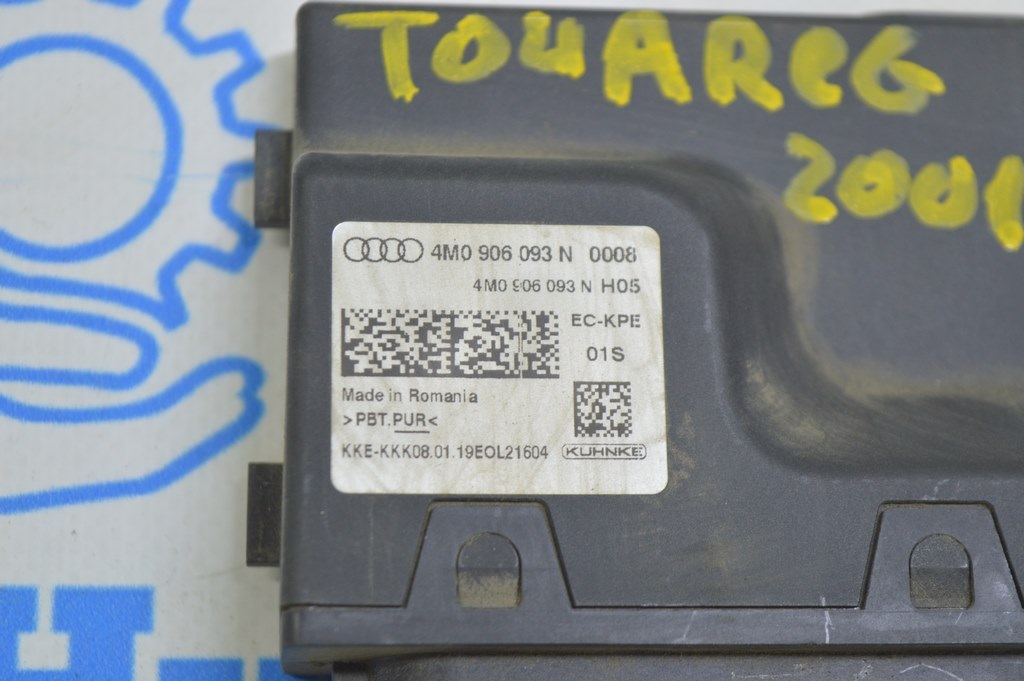 TOUAREG
2001
4M0 906 093 N 0008
4M0 906 093 N H05
EC-KPE
01S
Made in Romania
>PBT.PUR<
KKE-KKK08.01.19EOL21604
KUHNKE